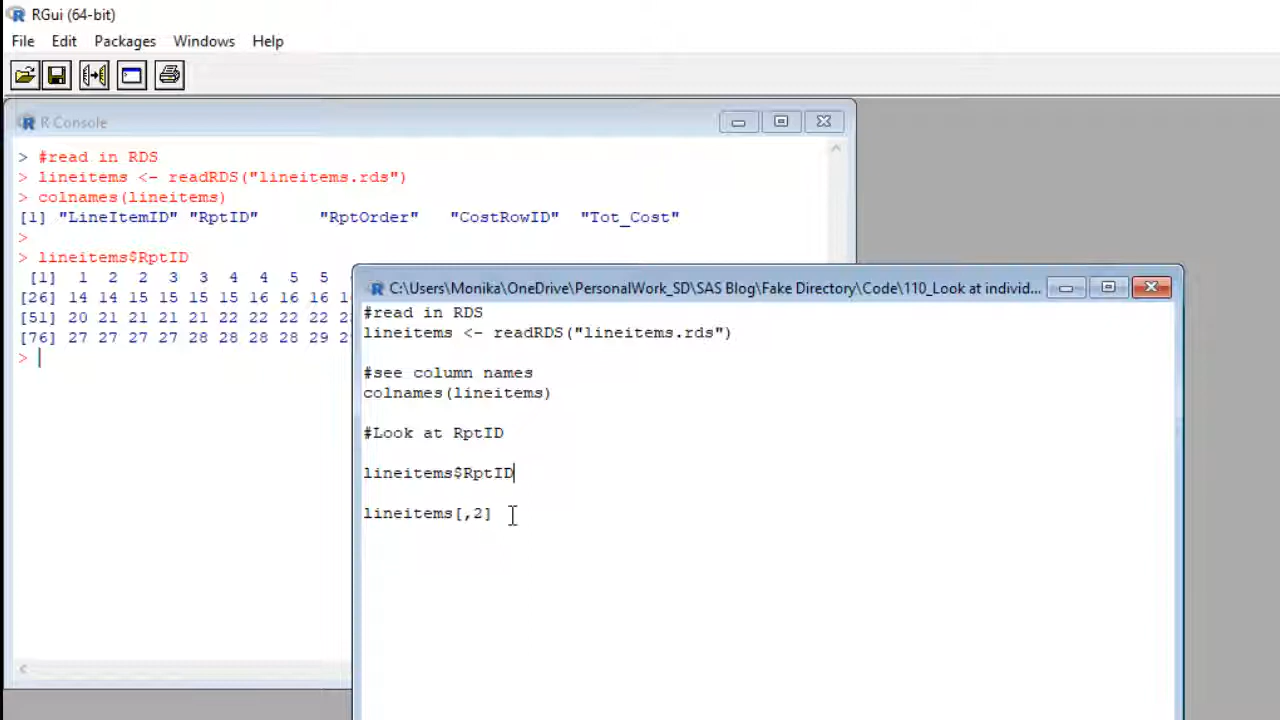 RGui (64-bit)
File Edit Packages Windows Help
R Console
> #read in RDS
> lineitems <- readRDS("lineitems.rds")
> colnames(lineitems)
[1] "LineItemID" "RptID" "RptOrder" "CostRowID" "Tot_Cost"
>
> lineitems$RptID
[1] 1 2 2 3 3 4 4 5 5
[26] 14 14 15 15 15 15 16 16 16
[51] 20 21 21 21 21 22 22 22 22
[76] 27 27 27 27 28 28 28 28 29
>
C:\Users\Monika\OneDrive\PersonalWork_SD\SAS Blog\Fake Directory\Code\110_Look at individ...
#read in RDS
lineitems <- readRDS("lineitems.rds")
#see column names
colnames(lineitems)
#Look at RptID
lineitems$RptID
lineitems[,2]